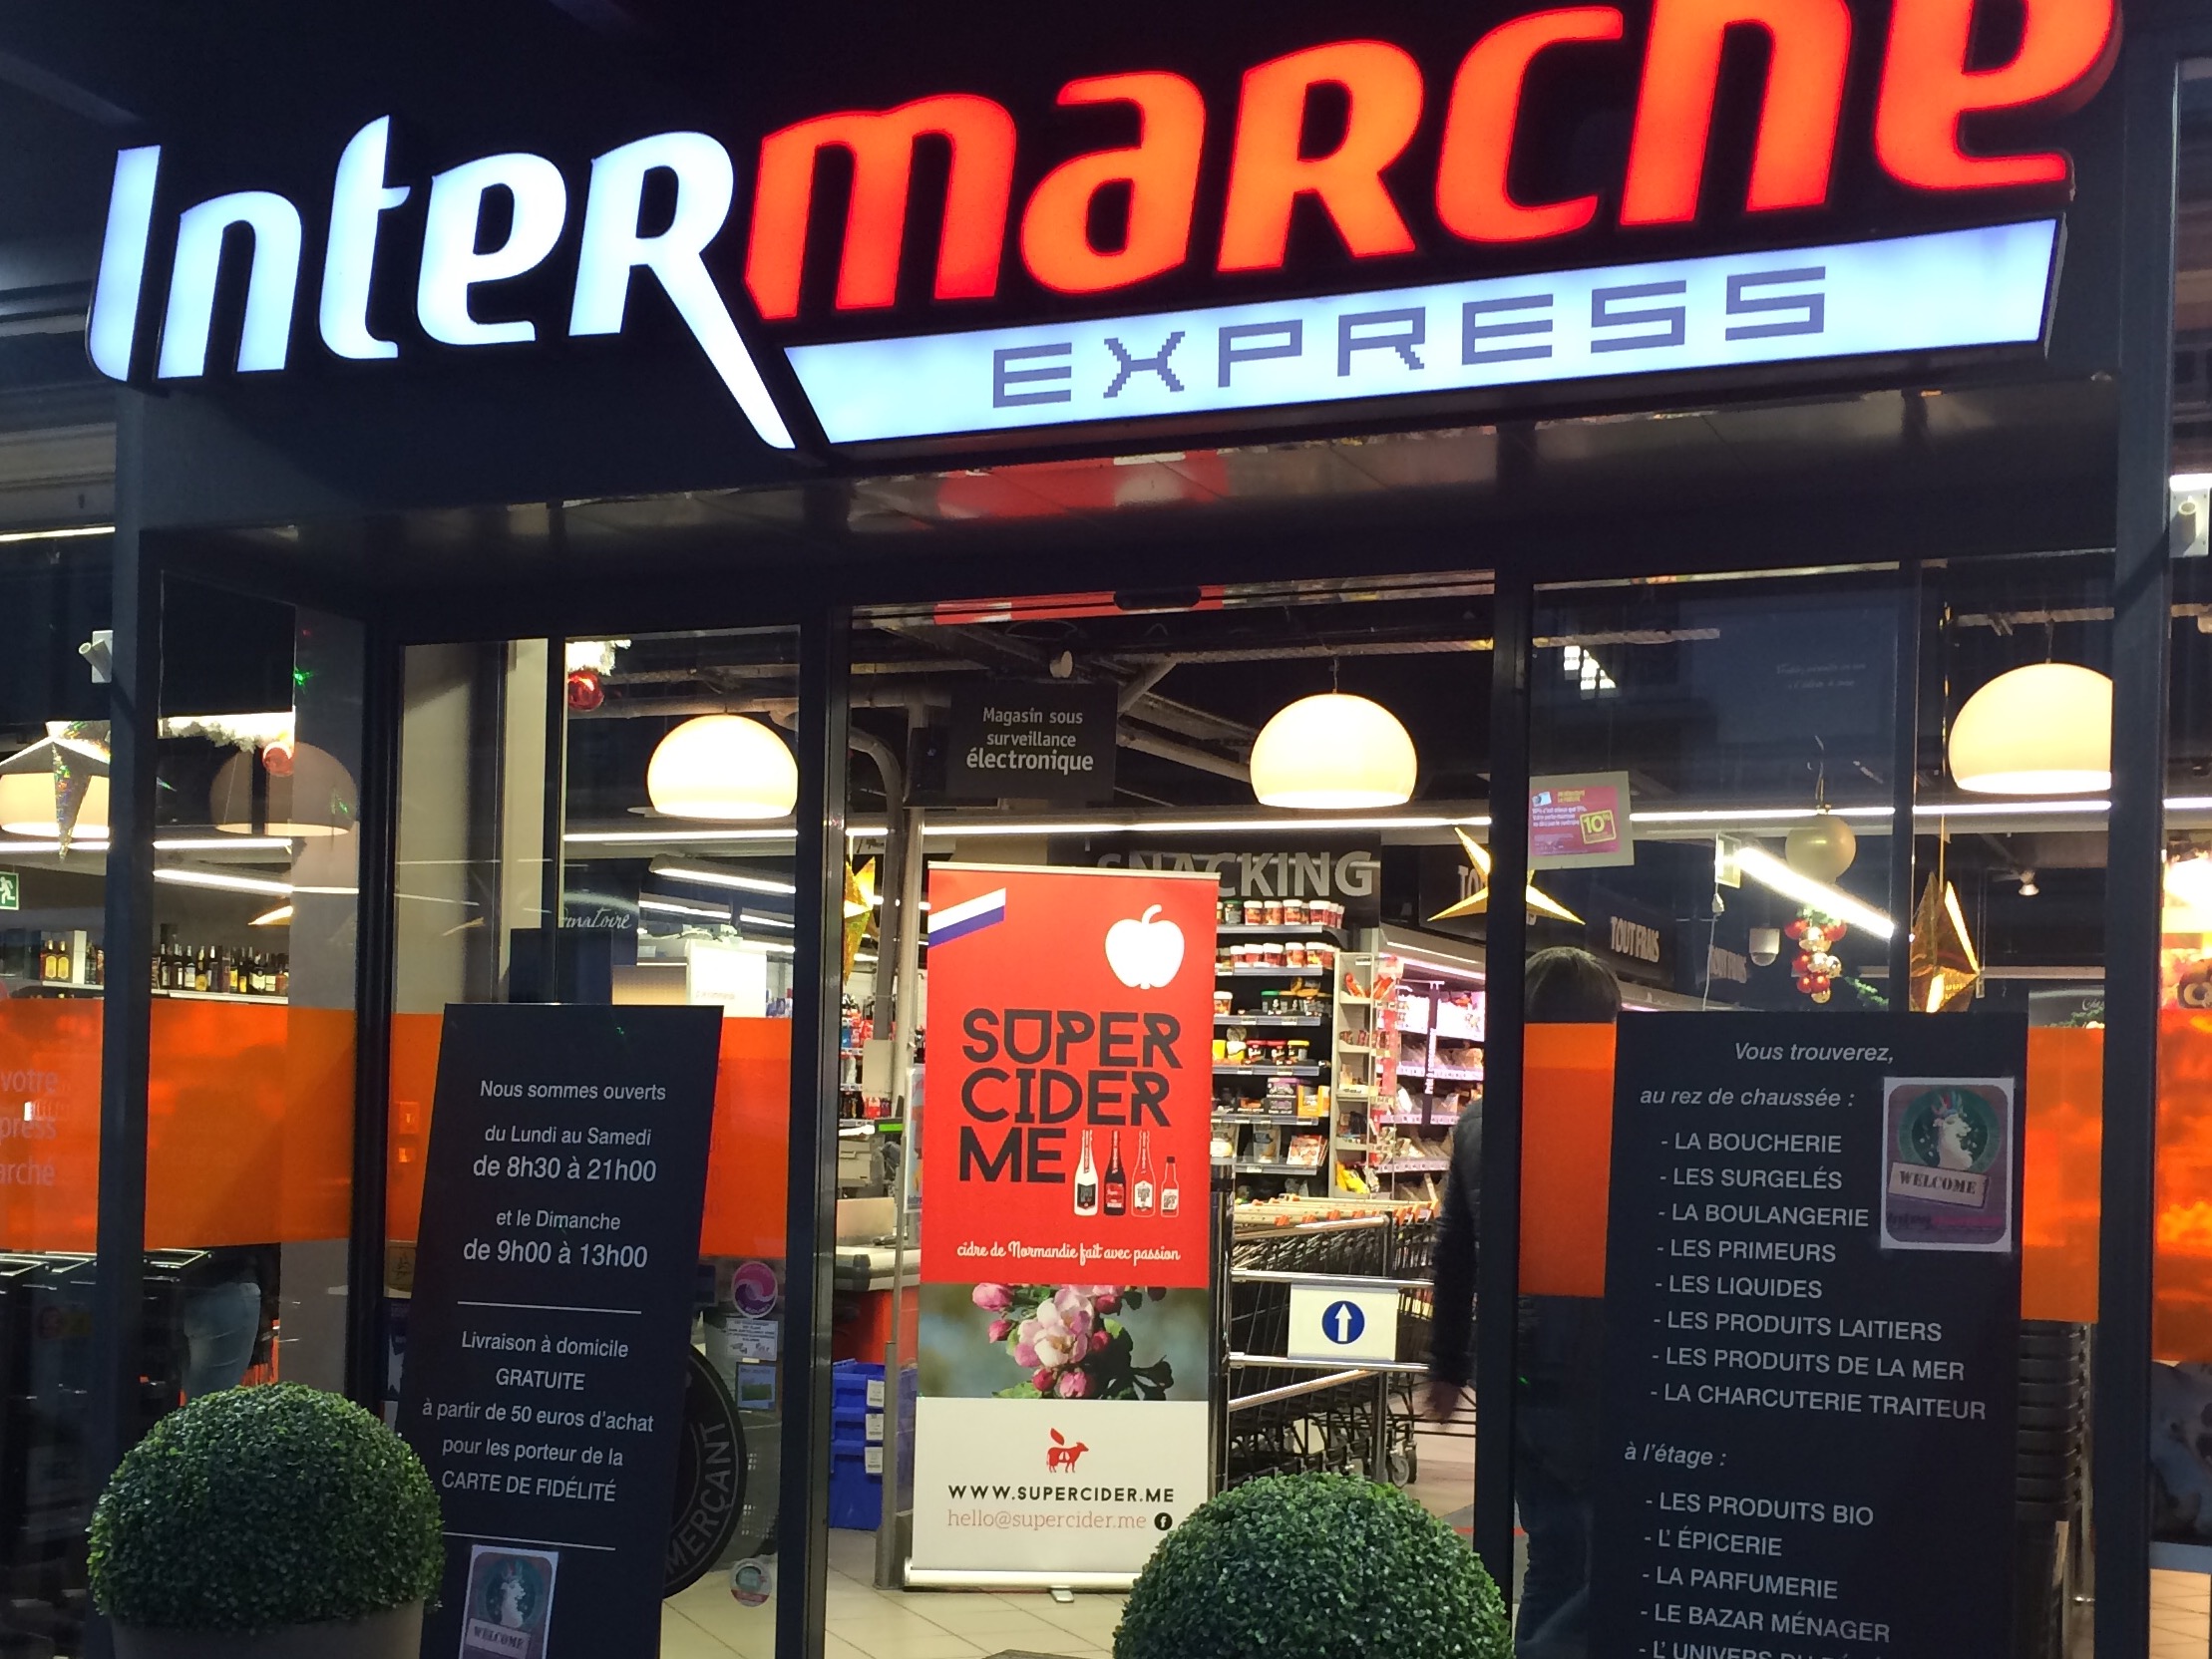 Intermarche
EXPRESS
Magasin sous
surveillance
électronique
SNACKING
TOUT FRAIS
10%
SUPER
CIDER
ME
cidre de Normandie fait avec passion
WWW.SUPERCIDER.ME
hello@supercider.me
Nous sommes ouverts
du Lundi au Samedi
de 8h30 à 21h00
et le Dimanche
de 9h00 à 13h00
Livraison à domicile
GRATUITE
à partir de 50 euros d'achat
pour les porteur de la
CARTE DE FIDÉLITÉ
WELCOME
Vous trouverez,
au rez de chaussée :
- LA BOUCHERIE
- LES SURGELÉS
- LA BOULANGERIE
- LES PRIMEURS
- LES LIQUIDES
- LES PRODUITS LAITIERS
- LES PRODUITS DE LA MER
- LA CHARCUTERIE TRAITEUR
à l'étage :
- LES PRODUITS BIO
- L' ÉPICERIE
- LA PARFUMERIE
- LE BAZAR MÉNAGER
- L' UNIVERS DU
WELCOME
votre